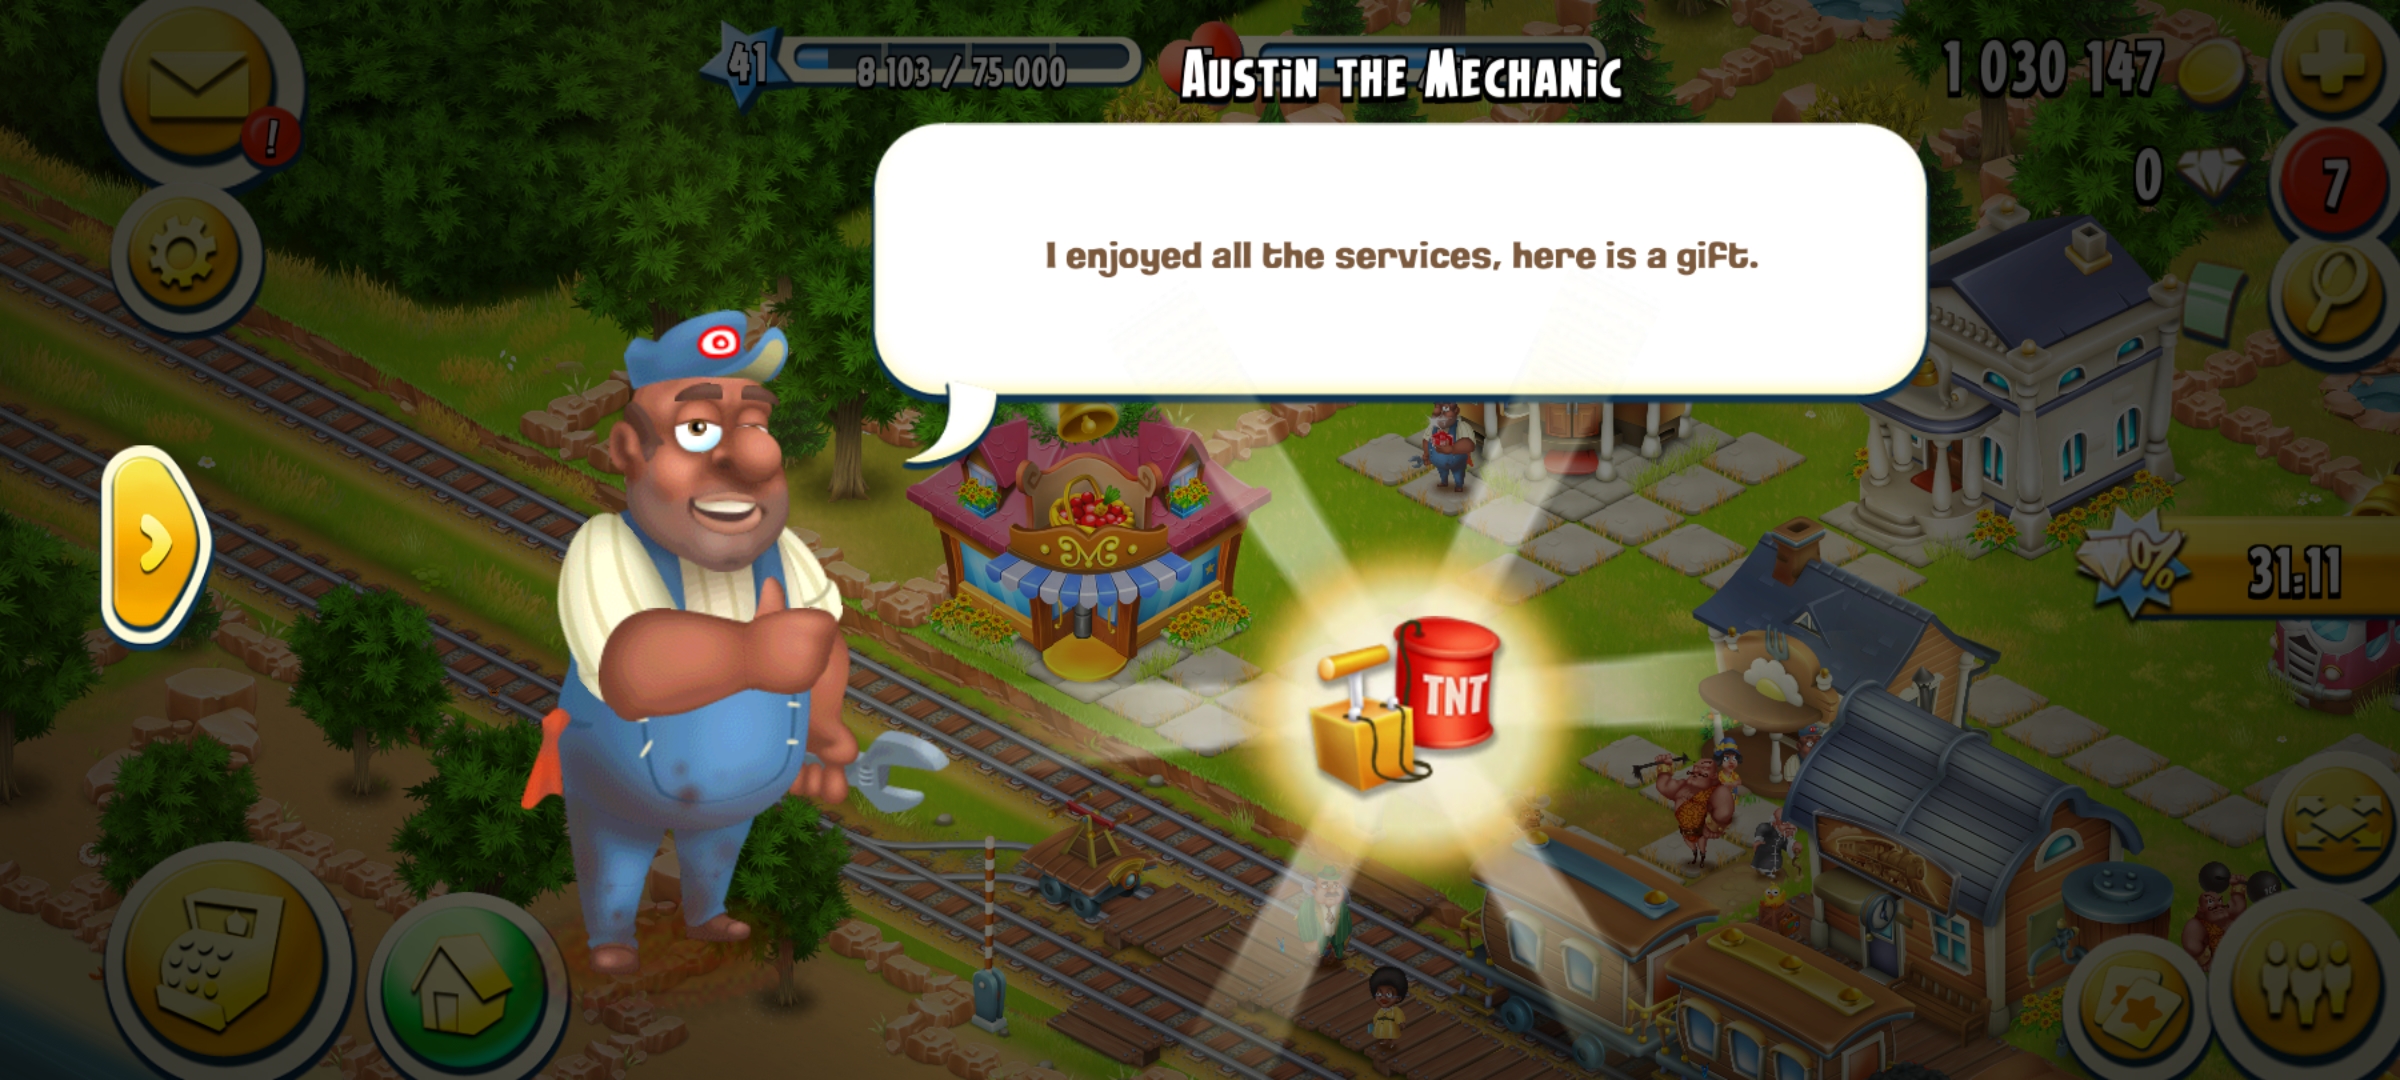 41
8 103 / 75 000
AUSTIN THE MECHANIC
1 030 147
!
0
7
I enjoyed all the services, here is a gift.
%
31:11
TNT